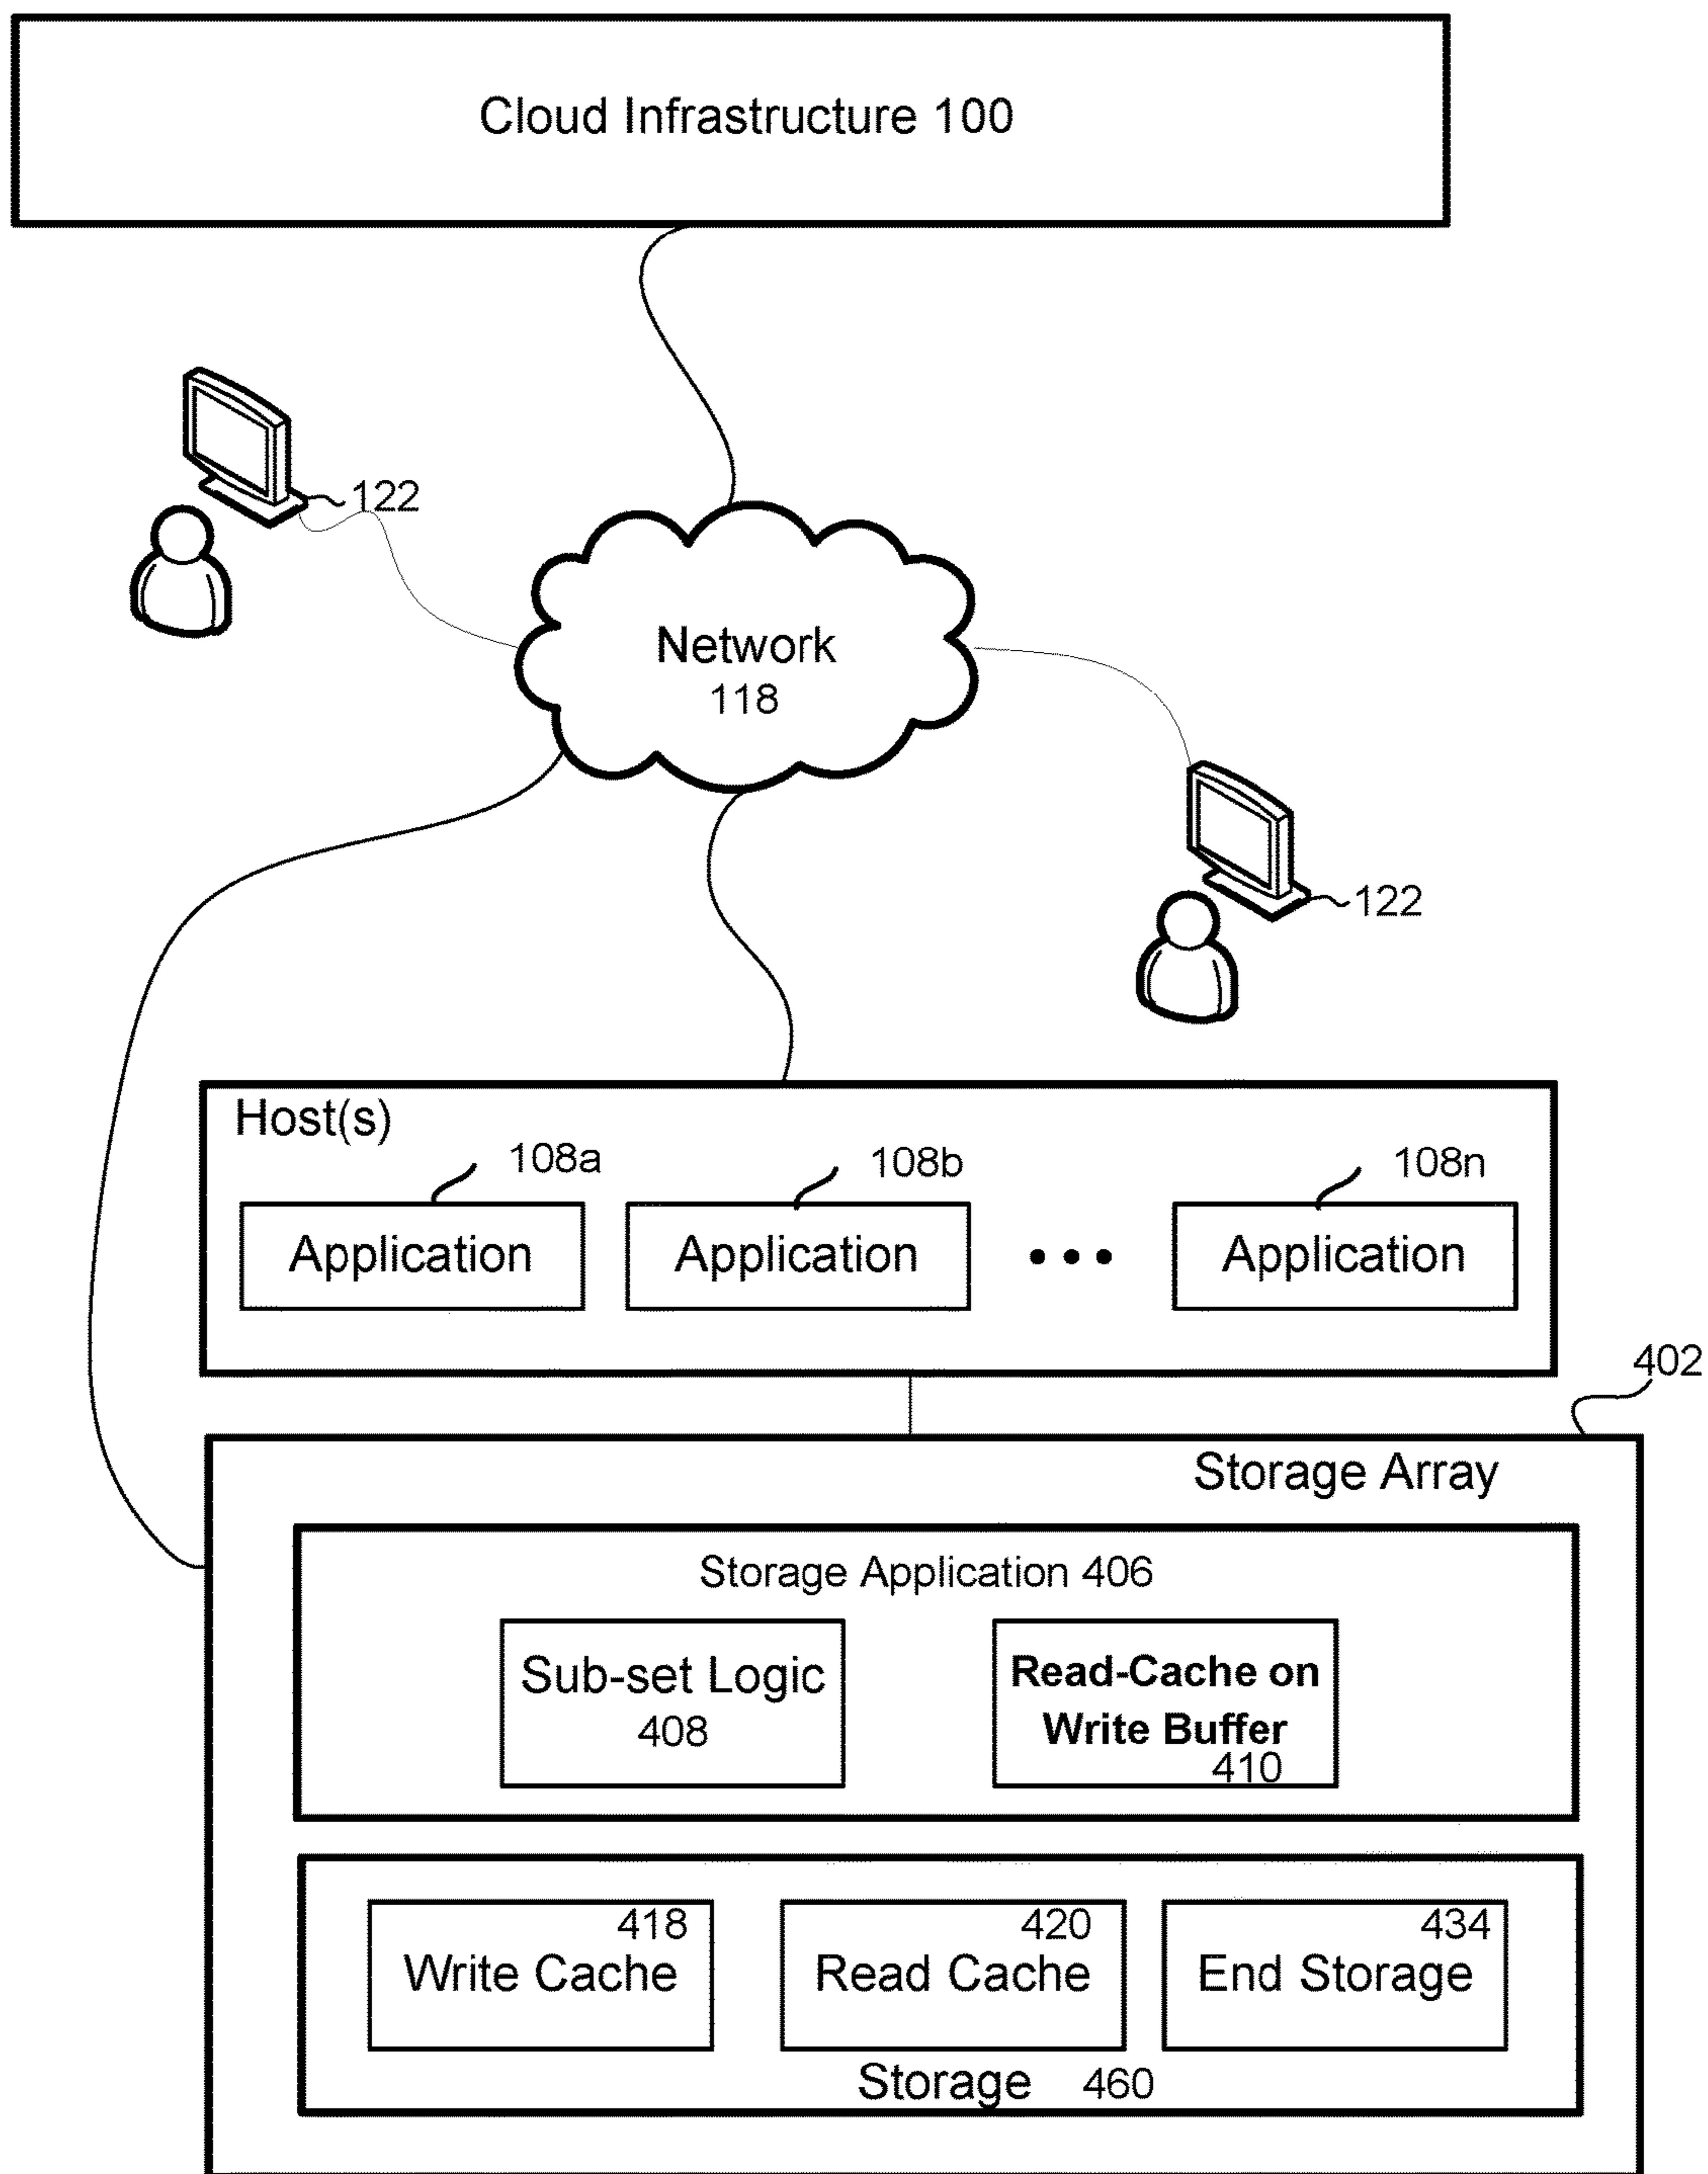 Cloud Infrastructure 100
122
Network
118
122
Host(s)
108a
108b
108n
Application
Application
• • •
Application
402
Storage Array
Storage Application 406
Sub-set Logic
408
Read-Cache on
Write Buffer
410
418
Write Cache
420
Read Cache
434
End Storage
Storage 460